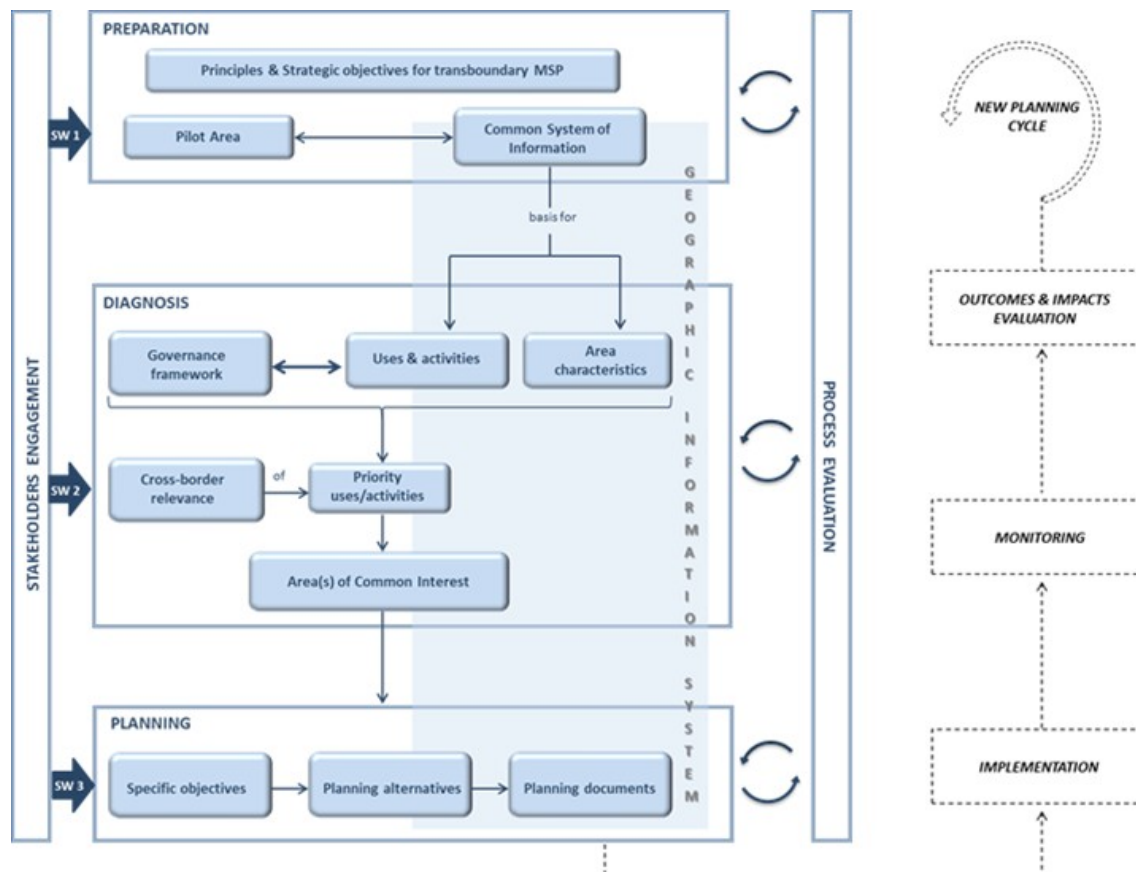 PREPARATION
Principles & Strategic objectives for transboundary MSP
SW 1
Pilot Area
Common System of
Information
basis for
DIAGNOSIS
Governance
framework
Uses & activities
Area
characteristics
SW 2
Cross-border
relevance
of
Priority
uses/activities
Area(s) of Common Interest
PLANNING
SW 3
Specific objectives
Planning alternatives
Planning documents
STAKEHOLDERS ENGAGEMENT
GEOGRAPHIC INFORMATION SYSTEM
PROCESS EVALUATION
NEW PLANNING
CYCLE
OUTCOMES & IMPACTS
EVALUATION
MONITORING
IMPLEMENTATION